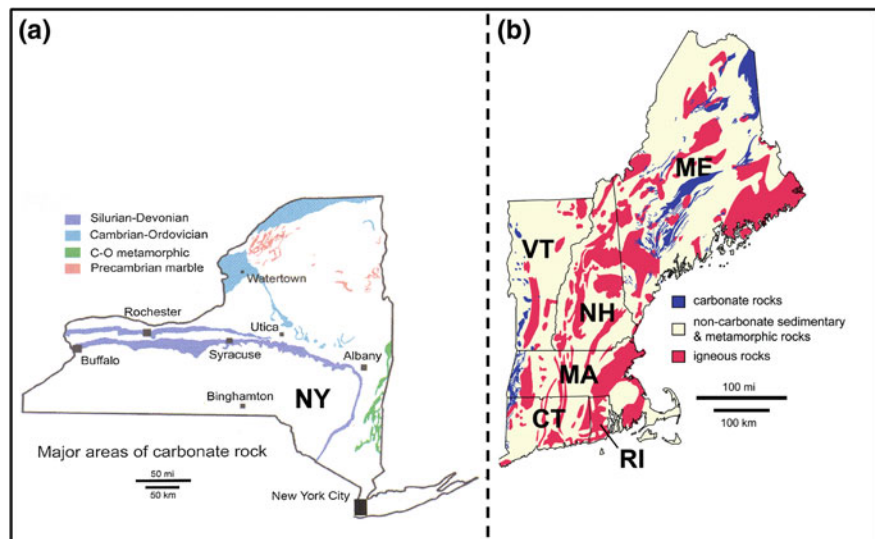 (a)
Silurian-Devonian
Cambrian-Ordovician
C-O metamorphic
Precambrian marble
Watertown
Rochester
Utica
Buffalo
Syracuse
Albany
Binghamton
NY
Major areas of carbonate rock
50 mi
50 km
New York City
(b)
ME
VT
NH
carbonate rocks
non-carbonate sedimentary
& metamorphic rocks
igneous rocks
MA
100 mi
100 km
CT
RI